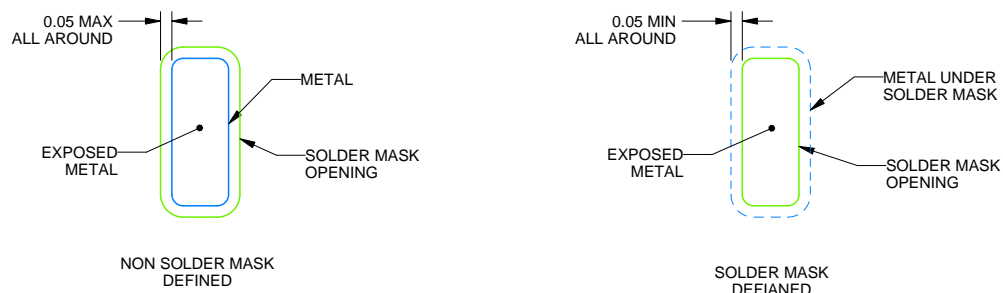 0.05 MAX
ALL AROUND
METAL
EXPOSED
METAL
SOLDER MASK
OPENING
NON SOLDER MASK
DEFINED
0.05 MIN
ALL AROUND
METAL UNDER
SOLDER MASK
EXPOSED
METAL
SOLDER MASK
OPENING
SOLDER MASK
DEFIANED